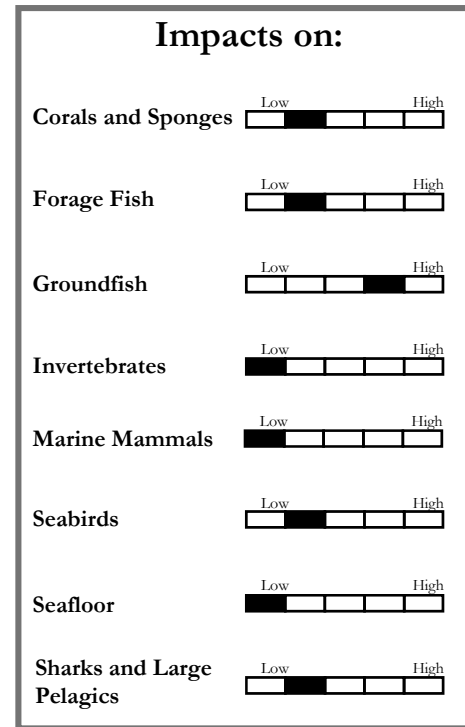 Impacts on:
Low High
Corals and Sponges
Low High
Forage Fish
Low High
Groundfish
Low High
Invertebrates
Low High
Marine Mammals
Low High
Seabirds
Low High
Seafloor
Low High
Sharks and Large
Pelagics